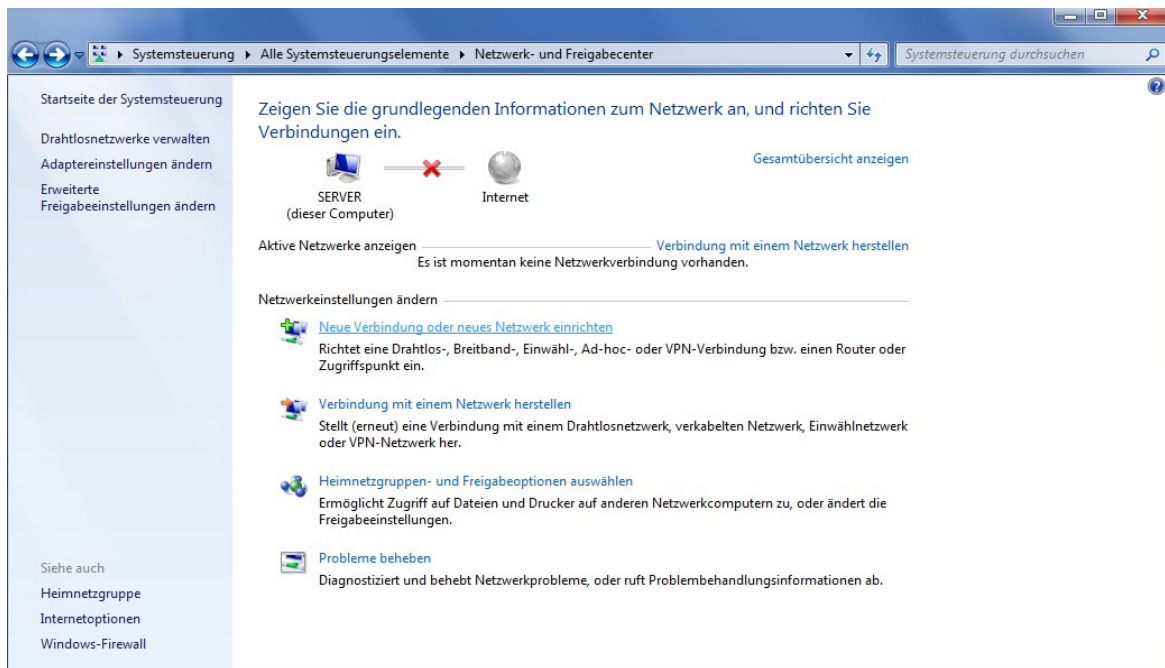 Systemsteuerung Alle Systemsteuerungselemente Netzwerk- und Freigabecenter
Systemsteuerung durchsuchen
Startseite der Systemsteuerung
Drahtlosnetzwerke verwalten
Adaptereinstellungen ändern
Erweiterte
Freigabeeinstellungen ändern
Zeigen Sie die grundlegenden Informationen zum Netzwerk an, und richten Sie
Verbindungen ein.
Gesamtübersicht anzeigen
SERVER
(dieser Computer)
Internet
Aktive Netzwerke anzeigen
Verbindung mit einem Netzwerk herstellen
Es ist momentan keine Netzwerkverbindung vorhanden.
Netzwerkeinstellungen ändern
Neue Verbindung oder neues Netzwerk einrichten
Richtet eine Drahtlos-, Breitband-, Einwähl-, Ad-hoc- oder VPN-Verbindung bzw. einen Router oder
Zugriffspunkt ein.
Verbindung mit einem Netzwerk herstellen
Stellt (erneut) eine Verbindung mit einem Drahtlosnetzwerk, verkabelten Netzwerk, Einwählnetzwerk
oder VPN-Netzwerk her.
Heimnetzgruppen- und Freigabeoptionen auswählen
Ermöglicht Zugriff auf Dateien und Drucker auf anderen Netzwerkcomputern zu, oder ändert die
Freigabeeinstellungen.
Probleme beheben
Diagnostiziert und behebt Netzwerkprobleme, oder ruft Problembehandlungsinformationen ab.
Siehe auch
Heimnetzgruppe
Internetoptionen
Windows-Firewall